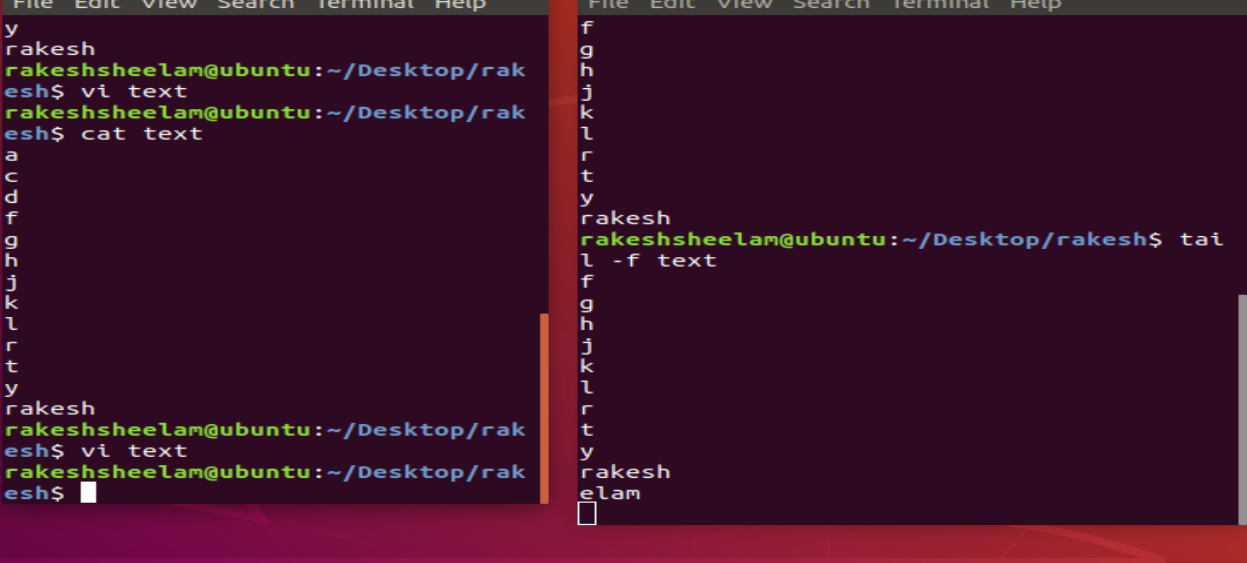 File Edit View Search Terminal Help
y
rakesh
rakeshsheelam@ubuntu:~/Desktop/rak
esh$ vi text
rakeshsheelam@ubuntu:~/Desktop/rak
esh$ cat text
a
c
d
f
g
h
j
k
l
r
t
y
rakesh
rakeshsheelam@ubuntu:~/Desktop/rak
esh$ vi text
rakeshsheelam@ubuntu:~/Desktop/rak
esh$
File Edit View Search Terminal Help
f
g
h
j
k
l
r
t
y
rakesh
rakeshsheelam@ubuntu:~/Desktop/rakesh$ tai
l -f text
f
g
h
j
k
l
r
t
y
rakesh
elam